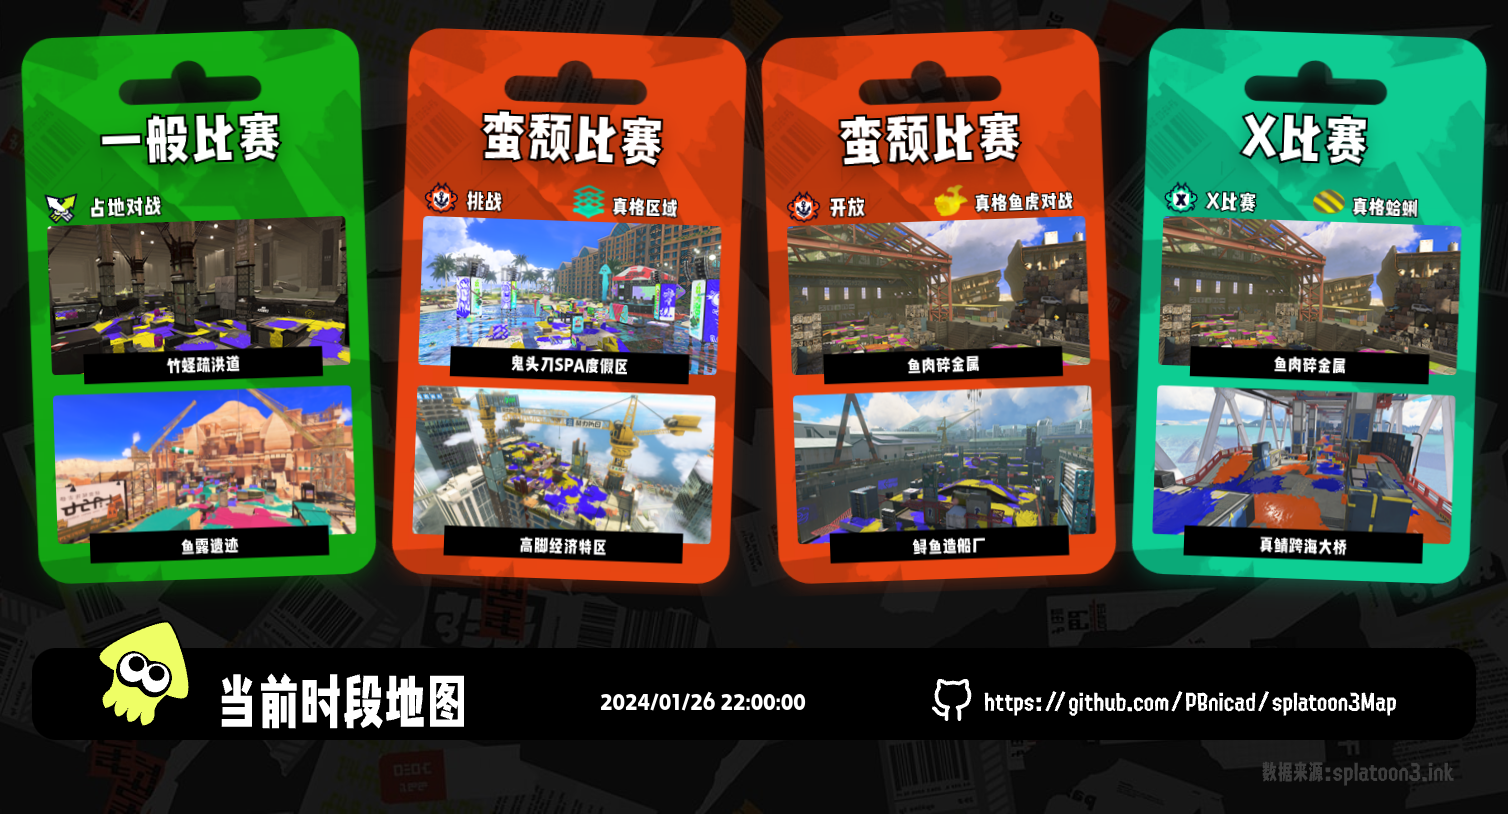 一般比赛
占地对战
竹蛏疏洪道
鱼露遗迹
蛮颓比赛
挑战
真格区域
鬼头刀SPA度假区
高脚经济特区
蛮颓比赛
开放
真格鱼虎对战
鱼肉碎金属
鲟鱼造船厂
X比赛
X比赛
真格蛤蜊
鱼肉碎金属
真鲷跨海大桥
当前时段地图
2024/01/26 22:00:00
https://github.com/PBnicad/splatoon3Map
数据来源:splatoon3.ink